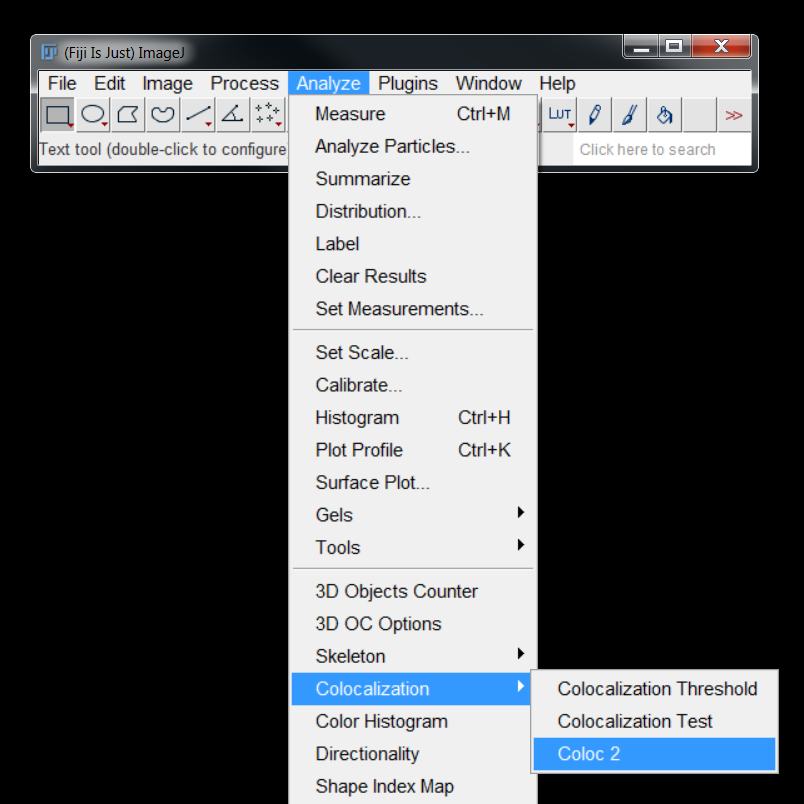 (Fiji Is Just) ImageJ
File Edit Image Process Analyze Plugins Window Help
LUT >>
Text tool (double-click to configure
Click here to search
Measure Ctrl+M
Analyze Particles...
Summarize
Distribution...
Label
Clear Results
Set Measurements...
Set Scale...
Calibrate...
Histogram Ctrl+H
Plot Profile Ctrl+K
Surface Plot...
Gels
Tools
3D Objects Counter
3D OC Options
Skeleton
Colocalization
Color Histogram
Directionality
Shape Index Map
Colocalization Threshold
Colocalization Test
Coloc 2